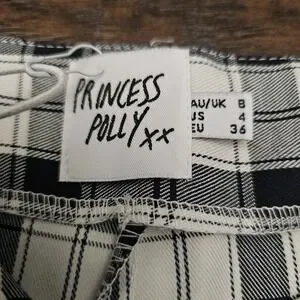 PRINCESS
POLLY xx
AU/UK 8
US 4
EU 36